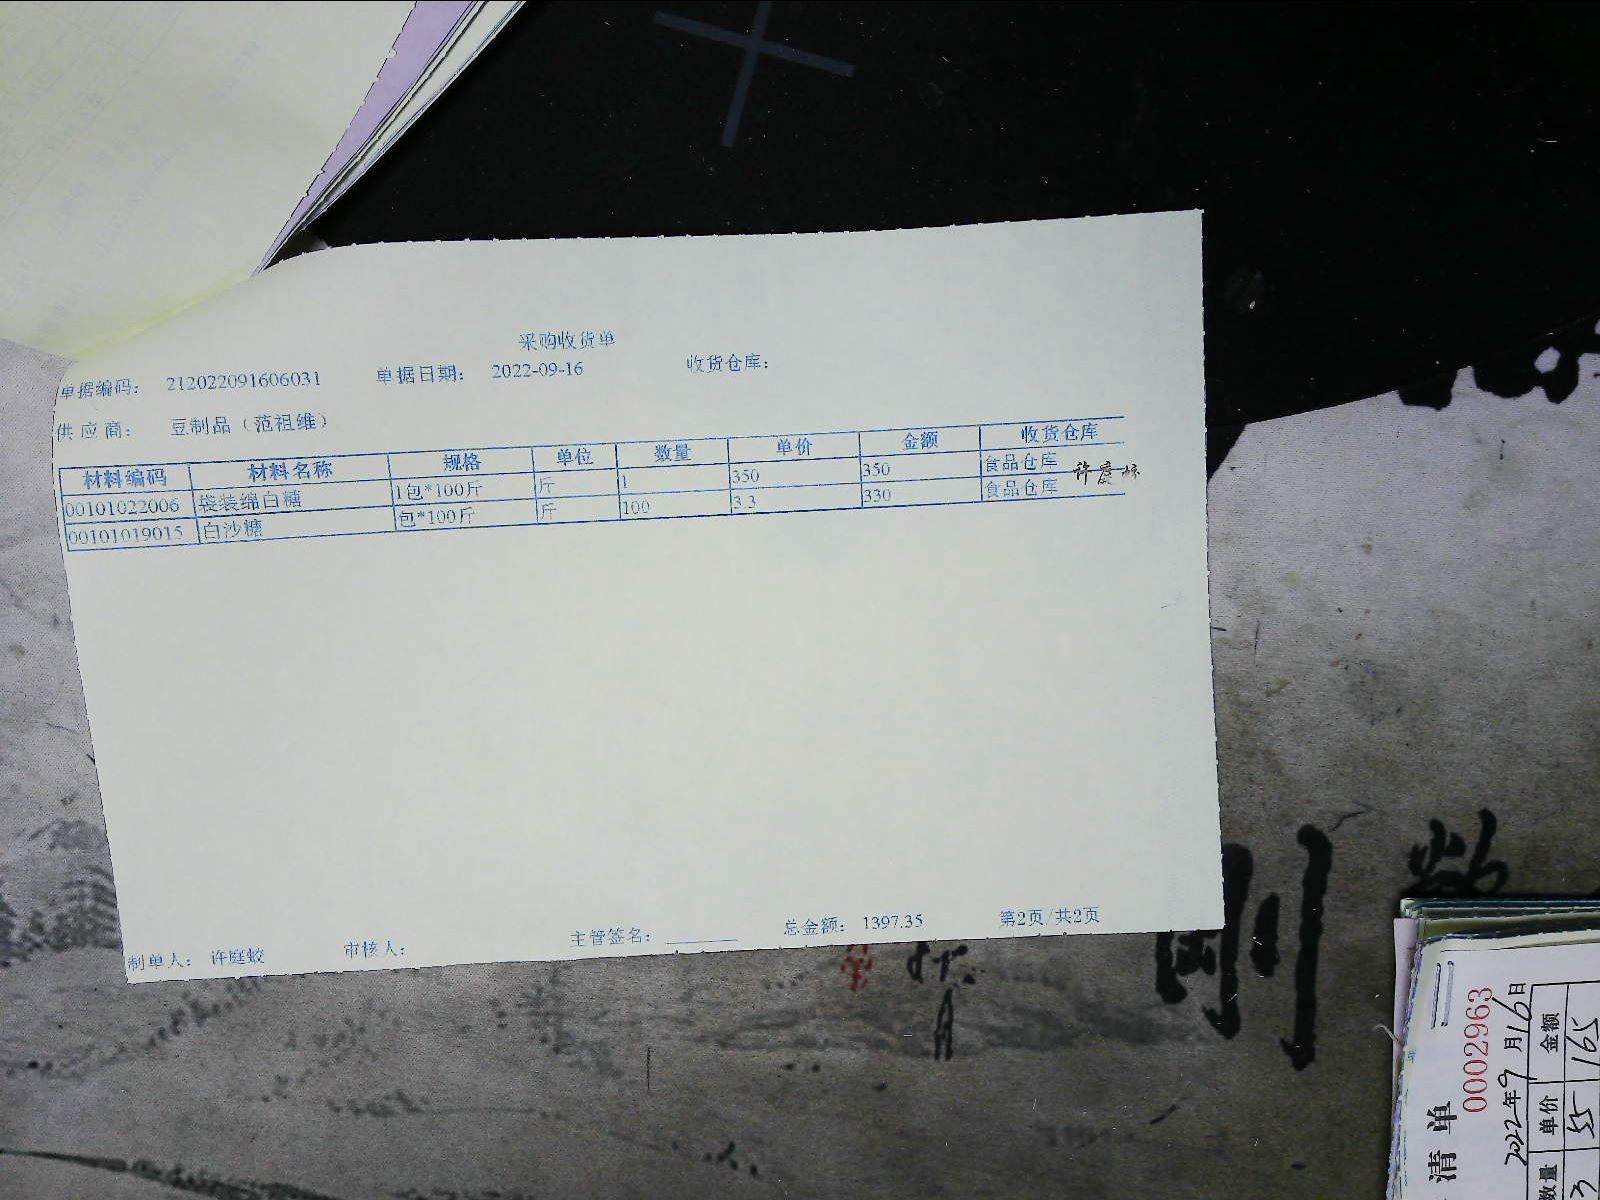 采购收货单
单据编码： 212022091606031 单据日期： 2022-09-16 收货仓库：
供应商： 豆制品（范祖维）
材料编码 材料名称 规格 单位 数量 单价 金额 收货仓库
00101022006 袋装绵白糖 1包*100斤 斤 1 350 350 食品仓库
00101019015 白沙糖 包*100斤 斤 100 3.3 330 食品仓库
许庭
制单人： 许庭蛟 审核人： 主管签名： 总金额： 1397.35 第2页/共2页
清单
0002963
2022年9月16日
数量 单价 金额
3 55 165